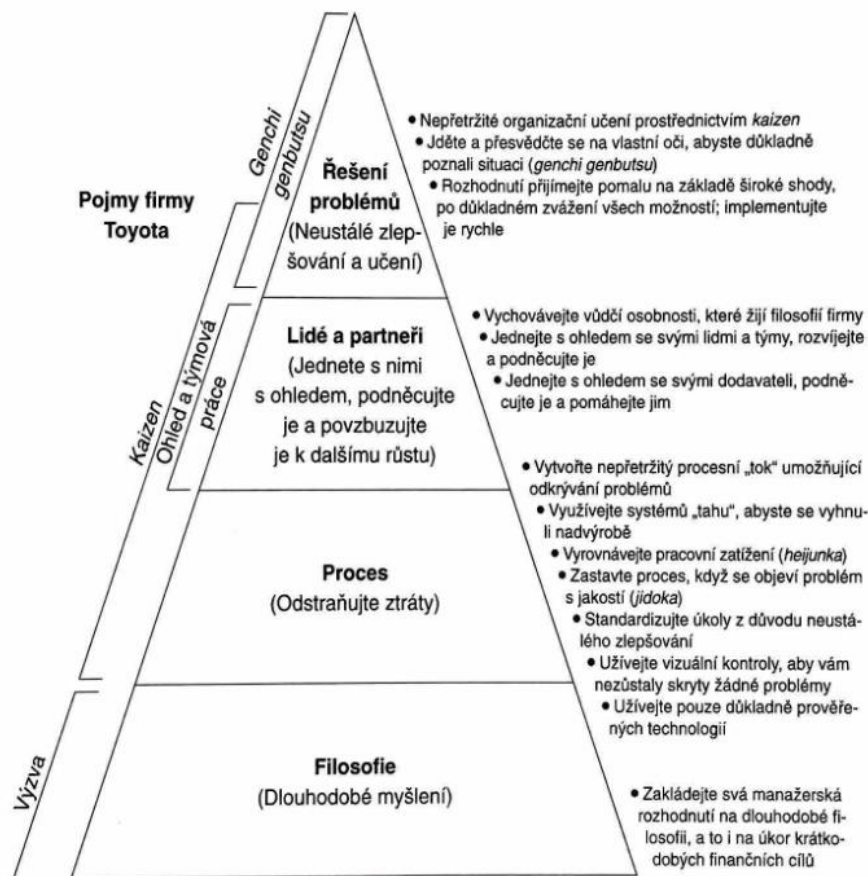 Pojmy firmy
Toyota
Genchi
genbutsu
Kaizen
Ohled a týmová
práce
Výzva
Řešení
problémů
(Neustálé zlep-
šování a učení)
• Nepřetržité organizační učení prostřednictvím kaizen
• Jděte a přesvědčte se na vlastní oči, abyste důkladně
poznali situaci (genchi genbutsu)
• Rozhodnutí přijímejte pomalu na základě široké shody,
po důkladném zvážení všech možností; implementujte
je rychle
Lidé a partneři
(Jednete s nimi
s ohledem, podněcujte
je a povzbuzujte
je k dalšímu růstu)
• Vychovávejte vůdčí osobnosti, které žijí filosofií firmy
• Jednejte s ohledem se svými lidmi a týmy, rozvíjejte
a podněcujte je
• Jednejte s ohledem se svými dodavateli, podně-
cujte je a pomáhejte jim
Proces
(Odstraňujte ztráty)
• Vytvořte nepřetržitý procesní „tok“ umožňující
odkrývání problémů
• Využívejte systémů „tahu“, abyste se vyhnu-
li nadvýrobě
• Vyrovnávejte pracovní zatížení (heijunka)
• Zastavte proces, když se objeví problém
s jakostí (jidoka)
• Standardizujte úkoly z důvodu neustá-
lého zlepšování
• Užívejte vizuální kontroly, aby vám
nezůstaly skryty žádné problémy
• Užívejte pouze důkladně prověře-
ných technologií
Filosofie
(Dlouhodobé myšlení)
• Zakládejte svá manažerská
rozhodnutí na dlouhodobé fi-
losofii, a to i na úkor krátko-
dobých finančních cílů